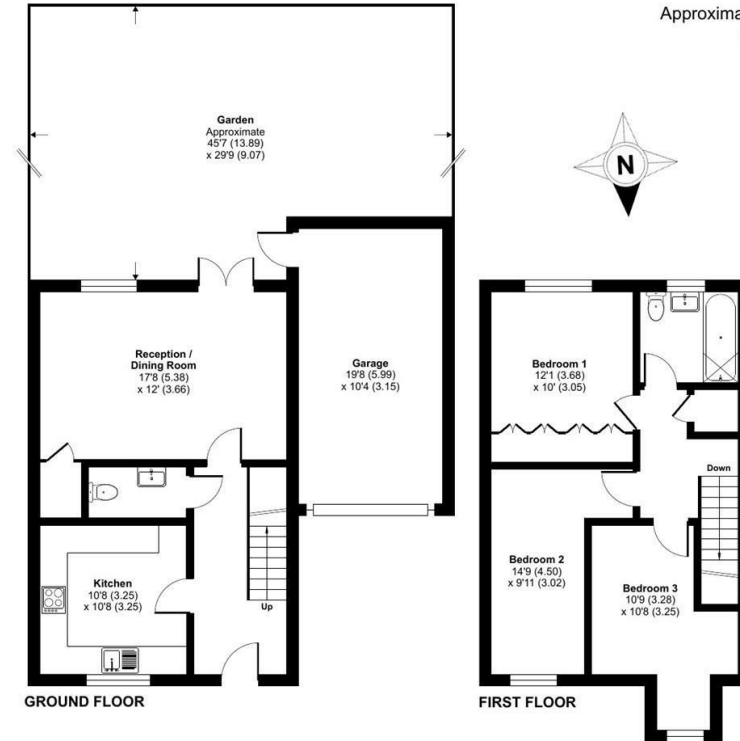 Approxima
Garden
Approximate
45'7 (13.89)
x 29'9 (9.07)
N
Reception /
Dining Room
17'8 (5.38)
x 12' (3.66)
Garage
19'8 (5.99)
x 10'4 (3.15)
Bedroom 1
12'1 (3.68)
x 10' (3.05)
Down
Kitchen
10'8 (3.25)
x 10'8 (3.25)
Up
Bedroom 2
14'9 (4.50)
x 9'11 (3.02)
Bedroom 3
10'9 (3.28)
x 10'8 (3.25)
GROUND FLOOR
FIRST FLOOR